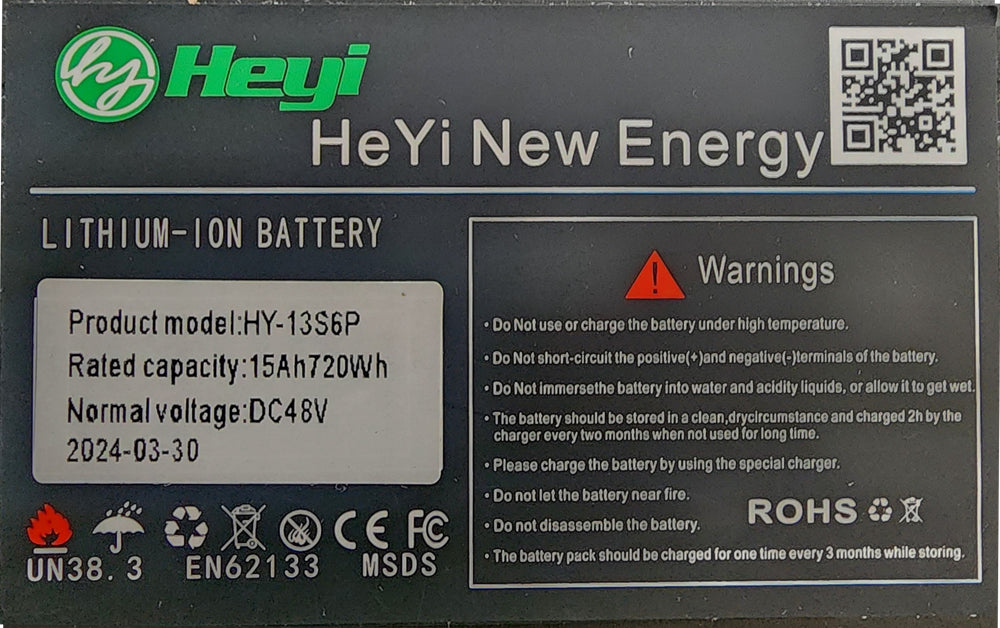 hy Heyi
HeYi New Energy
LITHIUM-ION BATTERY
Product model:HY-13S6P
Rated capacity:15Ah720Wh
Normal voltage:DC48V
2024-03-30
CE FC
UN38.3 EN62133 MSDS
Warnings
• Do Not use or charge the battery under high temperature.
• Do Not short-circuit the positive(+)and negative(-)terminals of the battery.
• Do Not immersethe battery into water and acidity liquids, or allow it to get wet.
• The battery should be stored in a clean,drycircumstance and charged 2h by the
charger every two months when not used for long time.
• Please charge the battery by using the special charger.
• Do not let the battery near fire.
• Do not disassemble the battery.
ROHS
• The battery pack should be charged for one time every 3 months while storing.